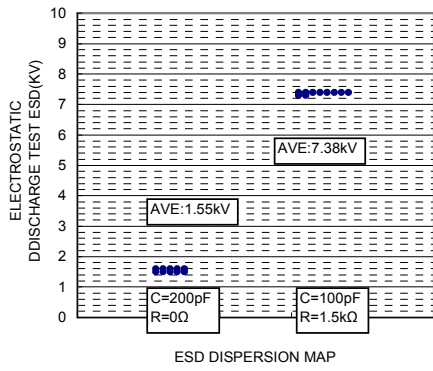 ELECTROSTATIC
DDISCHARGE TEST ESD(KV)
10
9
8
7
6
5
4
3
2
1
0
AVE:7.38kV
AVE:1.55kV
C=200pF
R=0Ω
C=100pF
R=1.5kΩ
ESD DISPERSION MAP